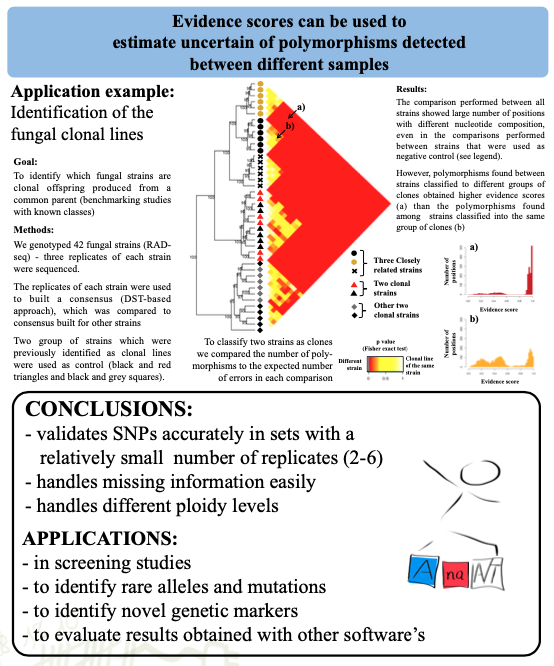 Evidence scores can be used to
estimate uncertain of polymorphisms detected
between different samples
Application example:
Identification of the
fungal clonal lines
Goal:
To identify which fungal strains are
clonal offspring produced from a
common parent (benchmarking studies
with known classes)
Methods:
We genotyped 42 fungal strains (RAD-
seq) - three replicates of each strain
were sequenced.
The replicates of each strain were used
to built a consensus (DST-based
approach), which was compared to
consensus built for other strains
Two group of strains which were
previously identified as clonal lines
were used as control (black and red
triangles and black and grey squares).
a)
b)
Three Closely
related strains
Two clonal
strains
Other two
clonal strains
To classify two strains as clones
we compared the number of poly-
morphisms to the expected number
of errors in each comparison
p value
(Fisher exact test)
Different
strain
Clonal line
of the same
strain
Results:
The comparison performed between all
strains showed large number of positions
with different nucleotide composition,
even in the comparisons performed
between strains that were used as
negative control (see legend).
However, polymorphisms found between
strains classified to different groups of
clones obtained higher evidence scores
(a) than the polymorphisms found
among strains classified into the same
group of clones (b)
a)
Number of
positions
Evidence score
b)
Number of
positions
Evidence score
CONCLUSIONS:
- validates SNPs accurately in sets with a
relatively small number of replicates (2-6)
- handles missing information easily
- handles different ploidy levels
APPLICATIONS:
- in screening studies
- to identify rare alleles and mutations
- to identify novel genetic markers
- to evaluate results obtained with other software's
A na NT